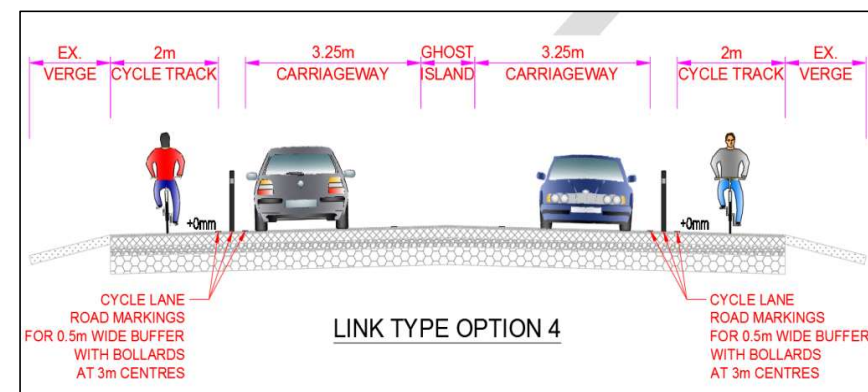 EX.
VERGE
2m
CYCLE TRACK
3.25m
CARRIAGEWAY
GHOST
ISLAND
3.25m
CARRIAGEWAY
2m
CYCLE TRACK
EX.
VERGE
+0mm
+0mm
CYCLE LANE
ROAD MARKINGS
FOR 0.5m WIDE BUFFER
WITH BOLLARDS
AT 3m CENTRES
LINK TYPE OPTION 4
CYCLE LANE
ROAD MARKINGS
FOR 0.5m WIDE BUFFER
WITH BOLLARDS
AT 3m CENTRES